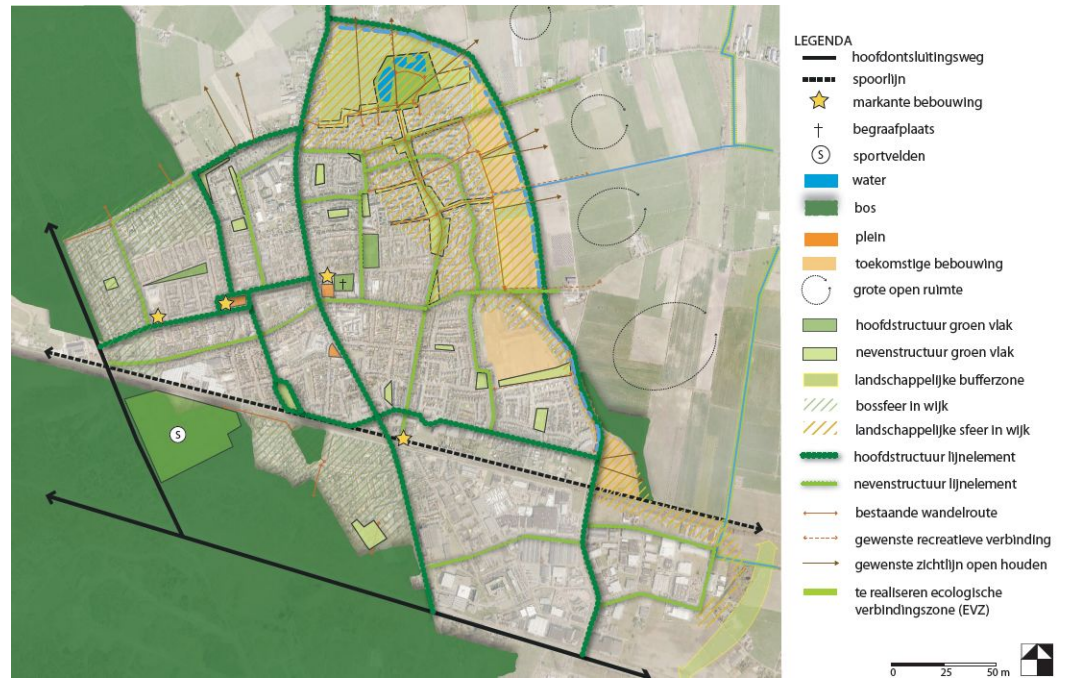 LEGENDA
hoofdontsluitingsweg
spoorlijn
markante bebouwing
begraafplaats
S sportvelden
water
bos
plein
toekomstige bebouwing
grote open ruimte
hoofdstructuur groen vlak
nevenstructuur groen vlak
landschappelijke bufferzone
bossfeer in wijk
landschappelijke sfeer in wijk
hoofdstructuur lijnelement
nevenstructuur lijnelement
bestaande wandelroute
gewenste recreatieve verbinding
gewenste zichtlijn open houden
te realiseren ecologische
verbindingszone (EVZ)
S
0 25 50 m